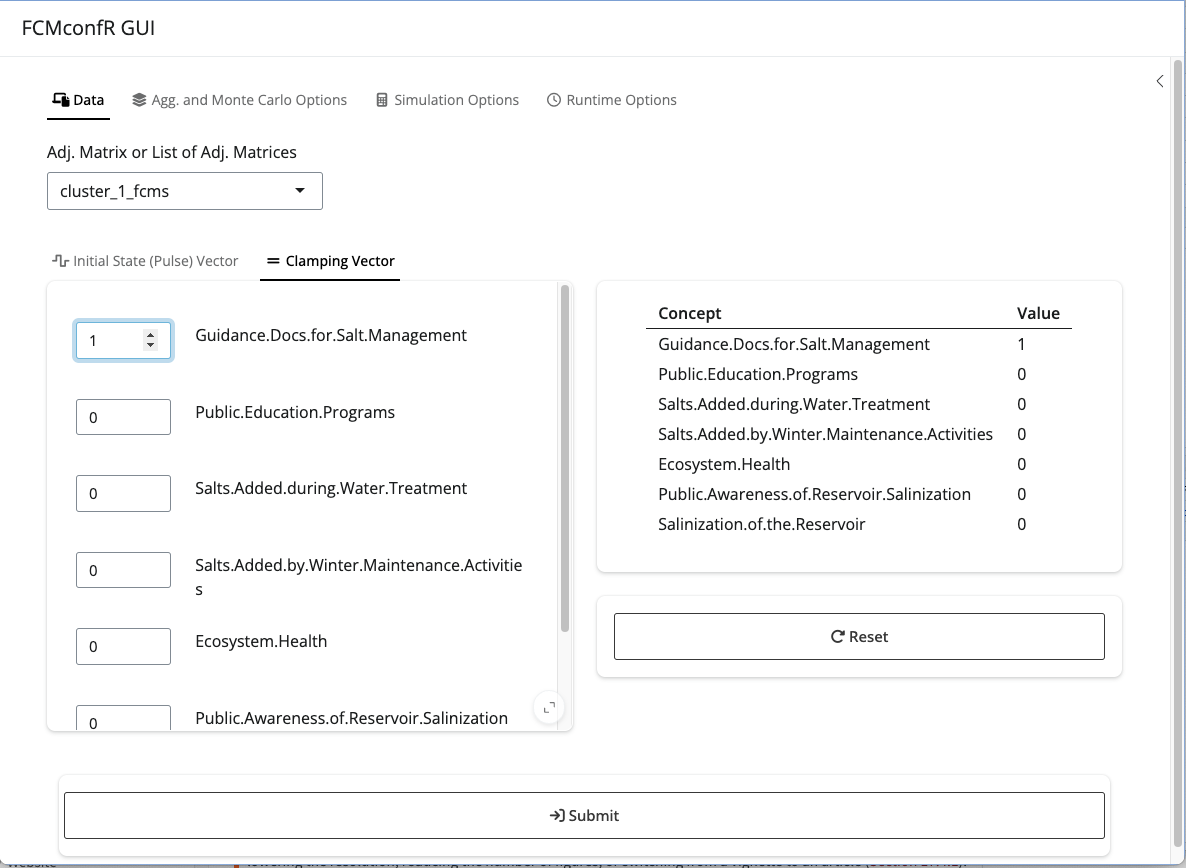 FCMconfR GUI
Data
Agg. and Monte Carlo Options
Simulation Options
Runtime Options
Adj. Matrix or List of Adj. Matrices
cluster_1_fcms
Initial State (Pulse) Vector
Clamping Vector
1 Guidance.Docs.for.Salt.Management
0 Public.Education.Programs
0 Salts.Added.during.Water.Treatment
0 Salts.Added.by.Winter.Maintenance.Activitie
s
0 Ecosystem.Health
0 Public.Awareness.of.Reservoir.Salinization
Concept Value
Guidance.Docs.for.Salt.Management 1
Public.Education.Programs 0
Salts.Added.during.Water.Treatment 0
Salts.Added.by.Winter.Maintenance.Activities 0
Ecosystem.Health 0
Public.Awareness.of.Reservoir.Salinization 0
Salinization.of.the.Reservoir 0
Reset
Submit